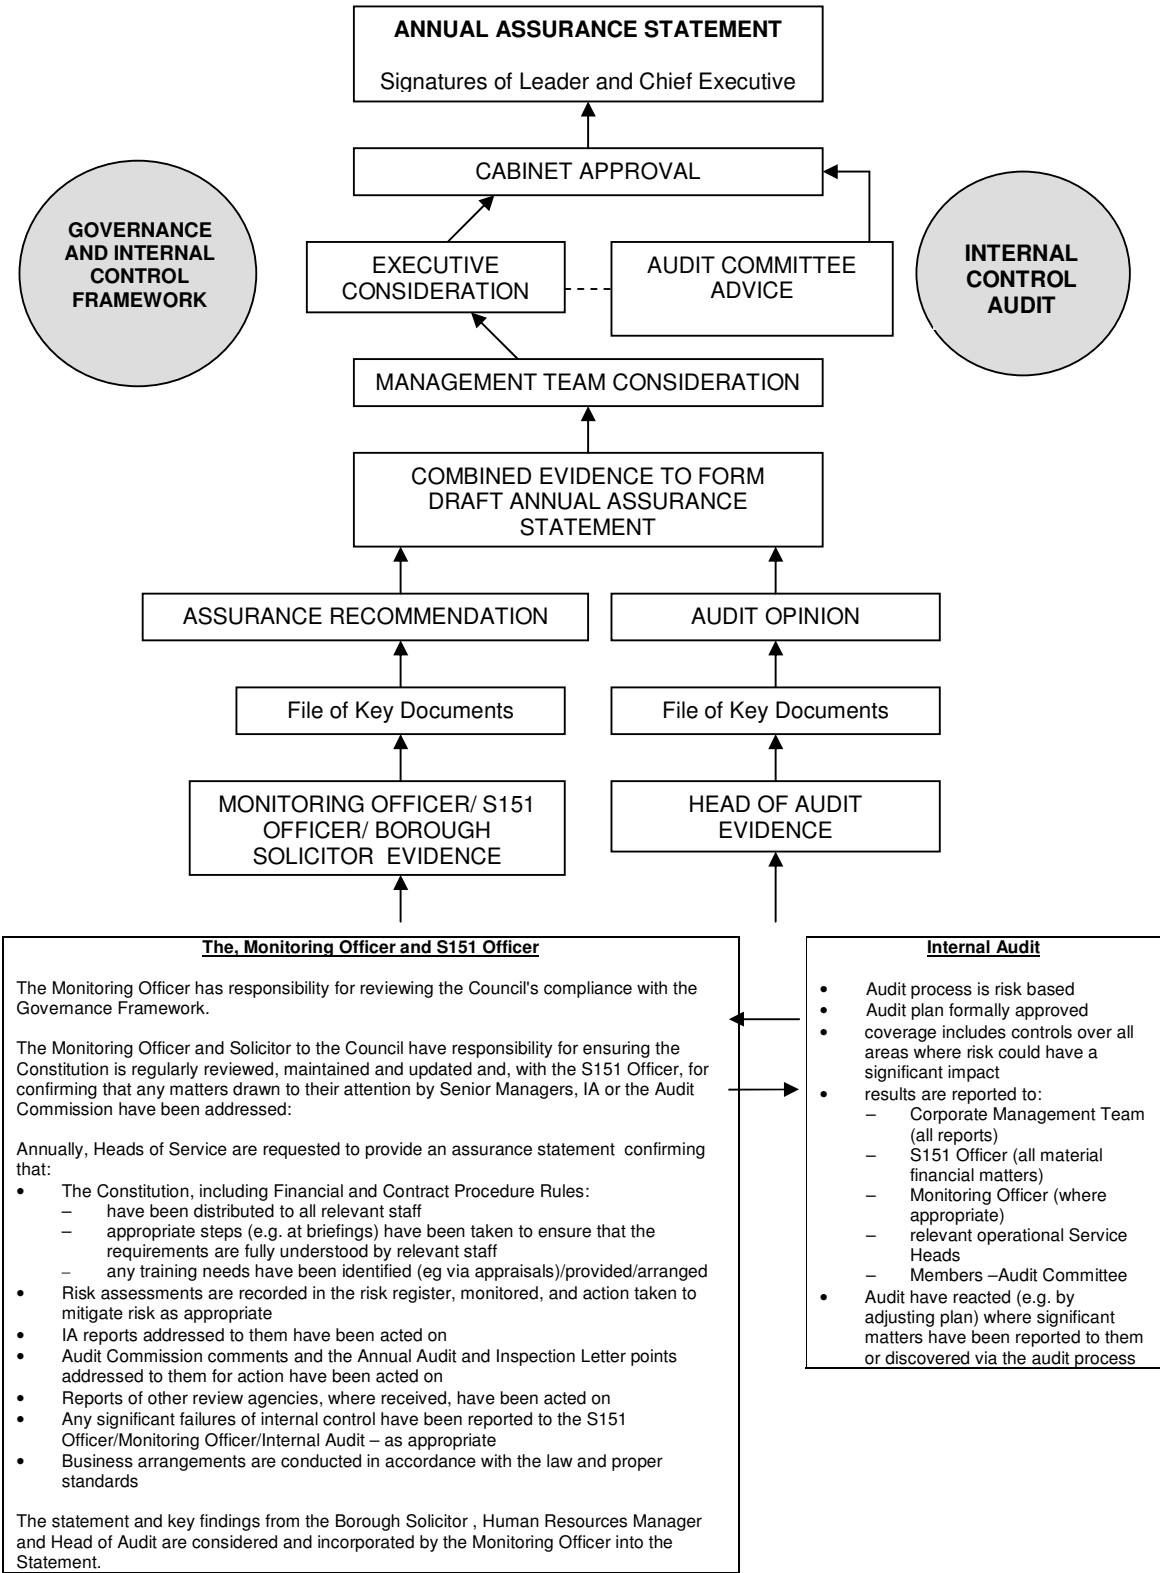 ANNUAL ASSURANCE STATEMENT
Signatures of Leader and Chief Executive
CABINET APPROVAL
GOVERNANCE
AND INTERNAL
CONTROL
FRAMEWORK
EXECUTIVE
CONSIDERATION
AUDIT COMMITTEE
ADVICE
INTERNAL
CONTROL
AUDIT
MANAGEMENT TEAM CONSIDERATION
COMBINED EVIDENCE TO FORM
DRAFT ANNUAL ASSURANCE
STATEMENT
ASSURANCE RECOMMENDATION
AUDIT OPINION
File of Key Documents
File of Key Documents
MONITORING OFFICER/ S151
OFFICER/ BOROUGH
SOLICITOR EVIDENCE
HEAD OF AUDIT
EVIDENCE
The, Monitoring Officer and S151 Officer
The Monitoring Officer has responsibility for reviewing the Council's compliance with the
Governance Framework.
The Monitoring Officer and Solicitor to the Council have responsibility for ensuring the
Constitution is regularly reviewed, maintained and updated and, with the S151 Officer, for
confirming that any matters drawn to their attention by Senior Managers, IA or the Audit
Commission have been addressed:
Annually, Heads of Service are requested to provide an assurance statement confirming
that:
• The Constitution, including Financial and Contract Procedure Rules:
– have been distributed to all relevant staff
– appropriate steps (e.g. at briefings) have been taken to ensure that the
requirements are fully understood by relevant staff
– any training needs have been identified (eg via appraisals)/provided/arranged
• Risk assessments are recorded in the risk register, monitored, and action taken to
mitigate risk as appropriate
• IA reports addressed to them have been acted on
• Audit Commission comments and the Annual Audit and Inspection Letter points
addressed to them for action have been acted on
• Reports of other review agencies, where received, have been acted on
• Any significant failures of internal control have been reported to the S151
Officer/Monitoring Officer/Internal Audit – as appropriate
• Business arrangements are conducted in accordance with the law and proper
standards
The statement and key findings from the Borough Solicitor , Human Resources Manager
and Head of Audit are considered and incorporated by the Monitoring Officer into the
Statement.
Internal Audit
• Audit process is risk based
• Audit plan formally approved
• coverage includes controls over all
areas where risk could have a
significant impact
• results are reported to:
– Corporate Management Team
(all reports)
– S151 Officer (all material
financial matters)
– Monitoring Officer (where
appropriate)
– relevant operational Service
Heads
– Members –Audit Committee
• Audit have reacted (e.g. by
adjusting plan) where significant
matters have been reported to them
or discovered via the audit process